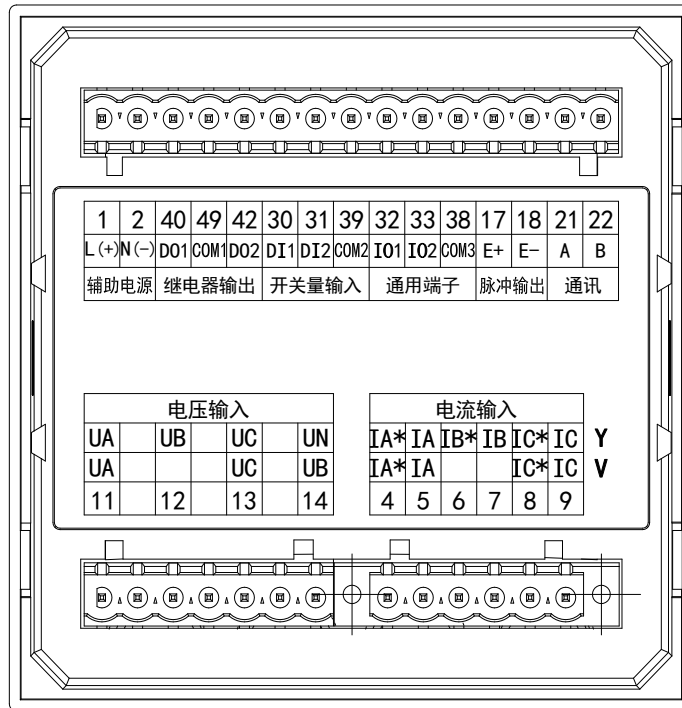 1 2 40 49 42 30 31 39 32 33 38 17 18 21 22
L(+) N(-) DO1 COM1 DO2 DI1 DI2 COM2 IO1 IO2 COM3 E+ E- A B
辅助电源 继电器输出 开关量输入 通用端子 脉冲输出 通讯
电压输入 电流输入
UA UB UC UN IA* IA IB* IB IC* IC Y
UA UC UB IA* IA IC* IC V
11 12 13 14 4 5 6 7 8 9